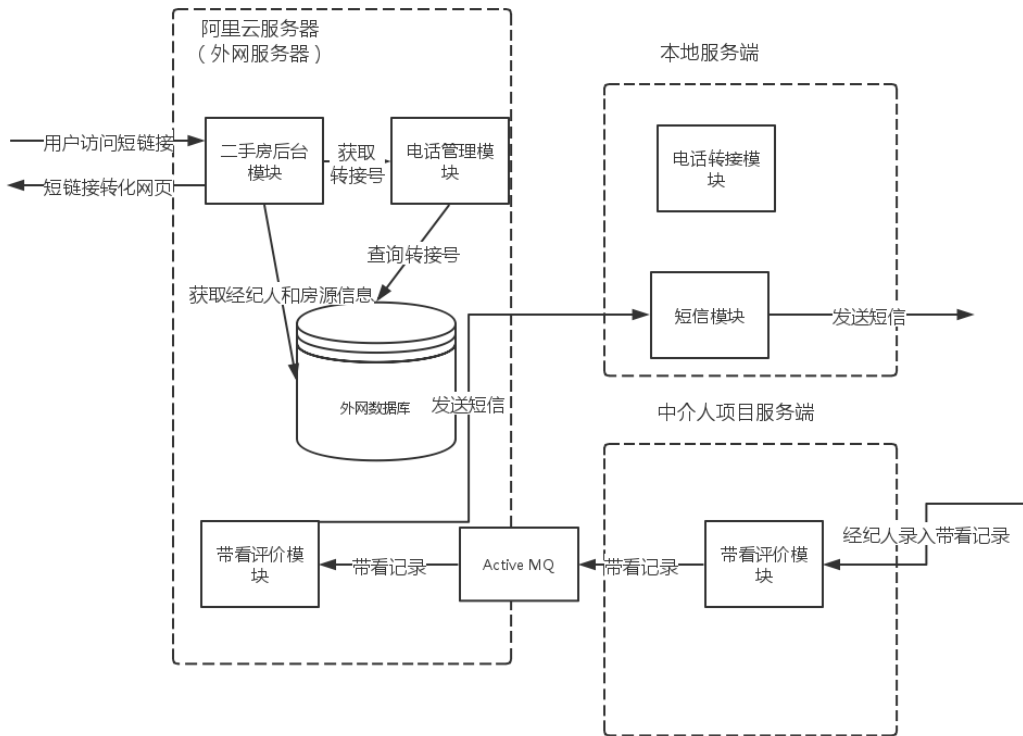 阿里云服务器
（外网服务器）
本地服务端
用户访问短链接
二手房后台
模块
获取
转接号
电话管理模
块
电话转接模
块
短链接转化网页
查询转接号
获取经纪人和房源信息
短信模块
发送短信
外网数据库
发送短信
中介人项目服务端
经纪人录入带看记录
带看评价模
块
带看记录
Active MQ
带看记录
带看评价模
块